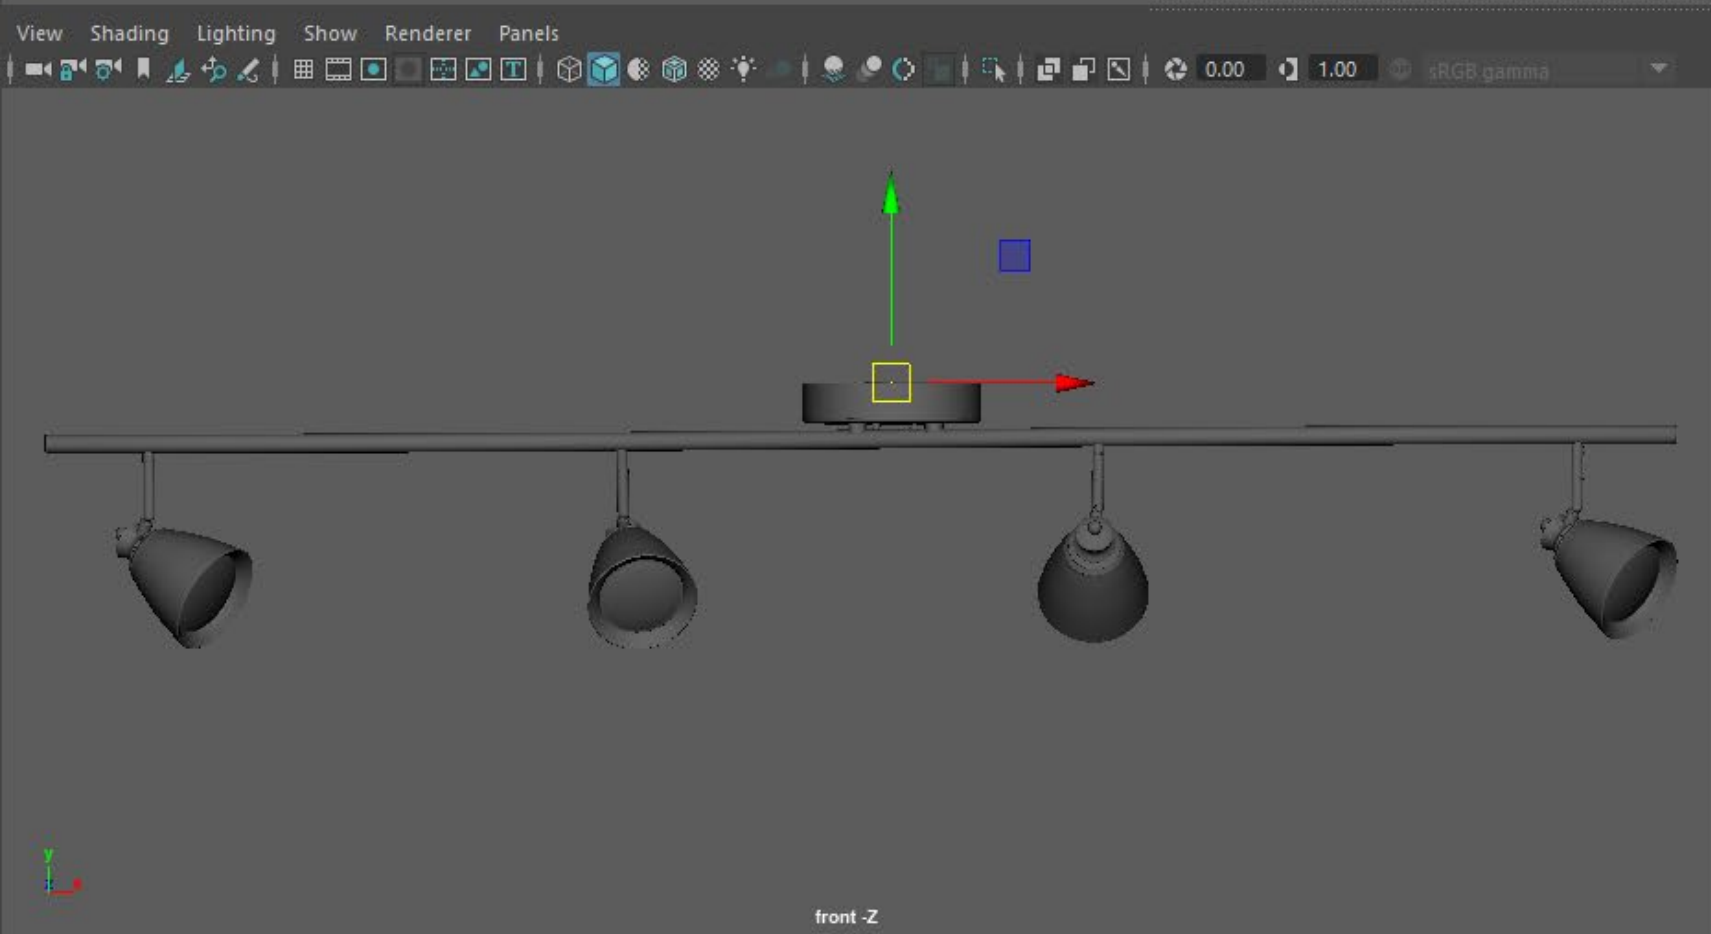 View Shading Lighting Show Renderer Panels
T 0.00 1.00 sRGB gamma
y
z x
front -Z